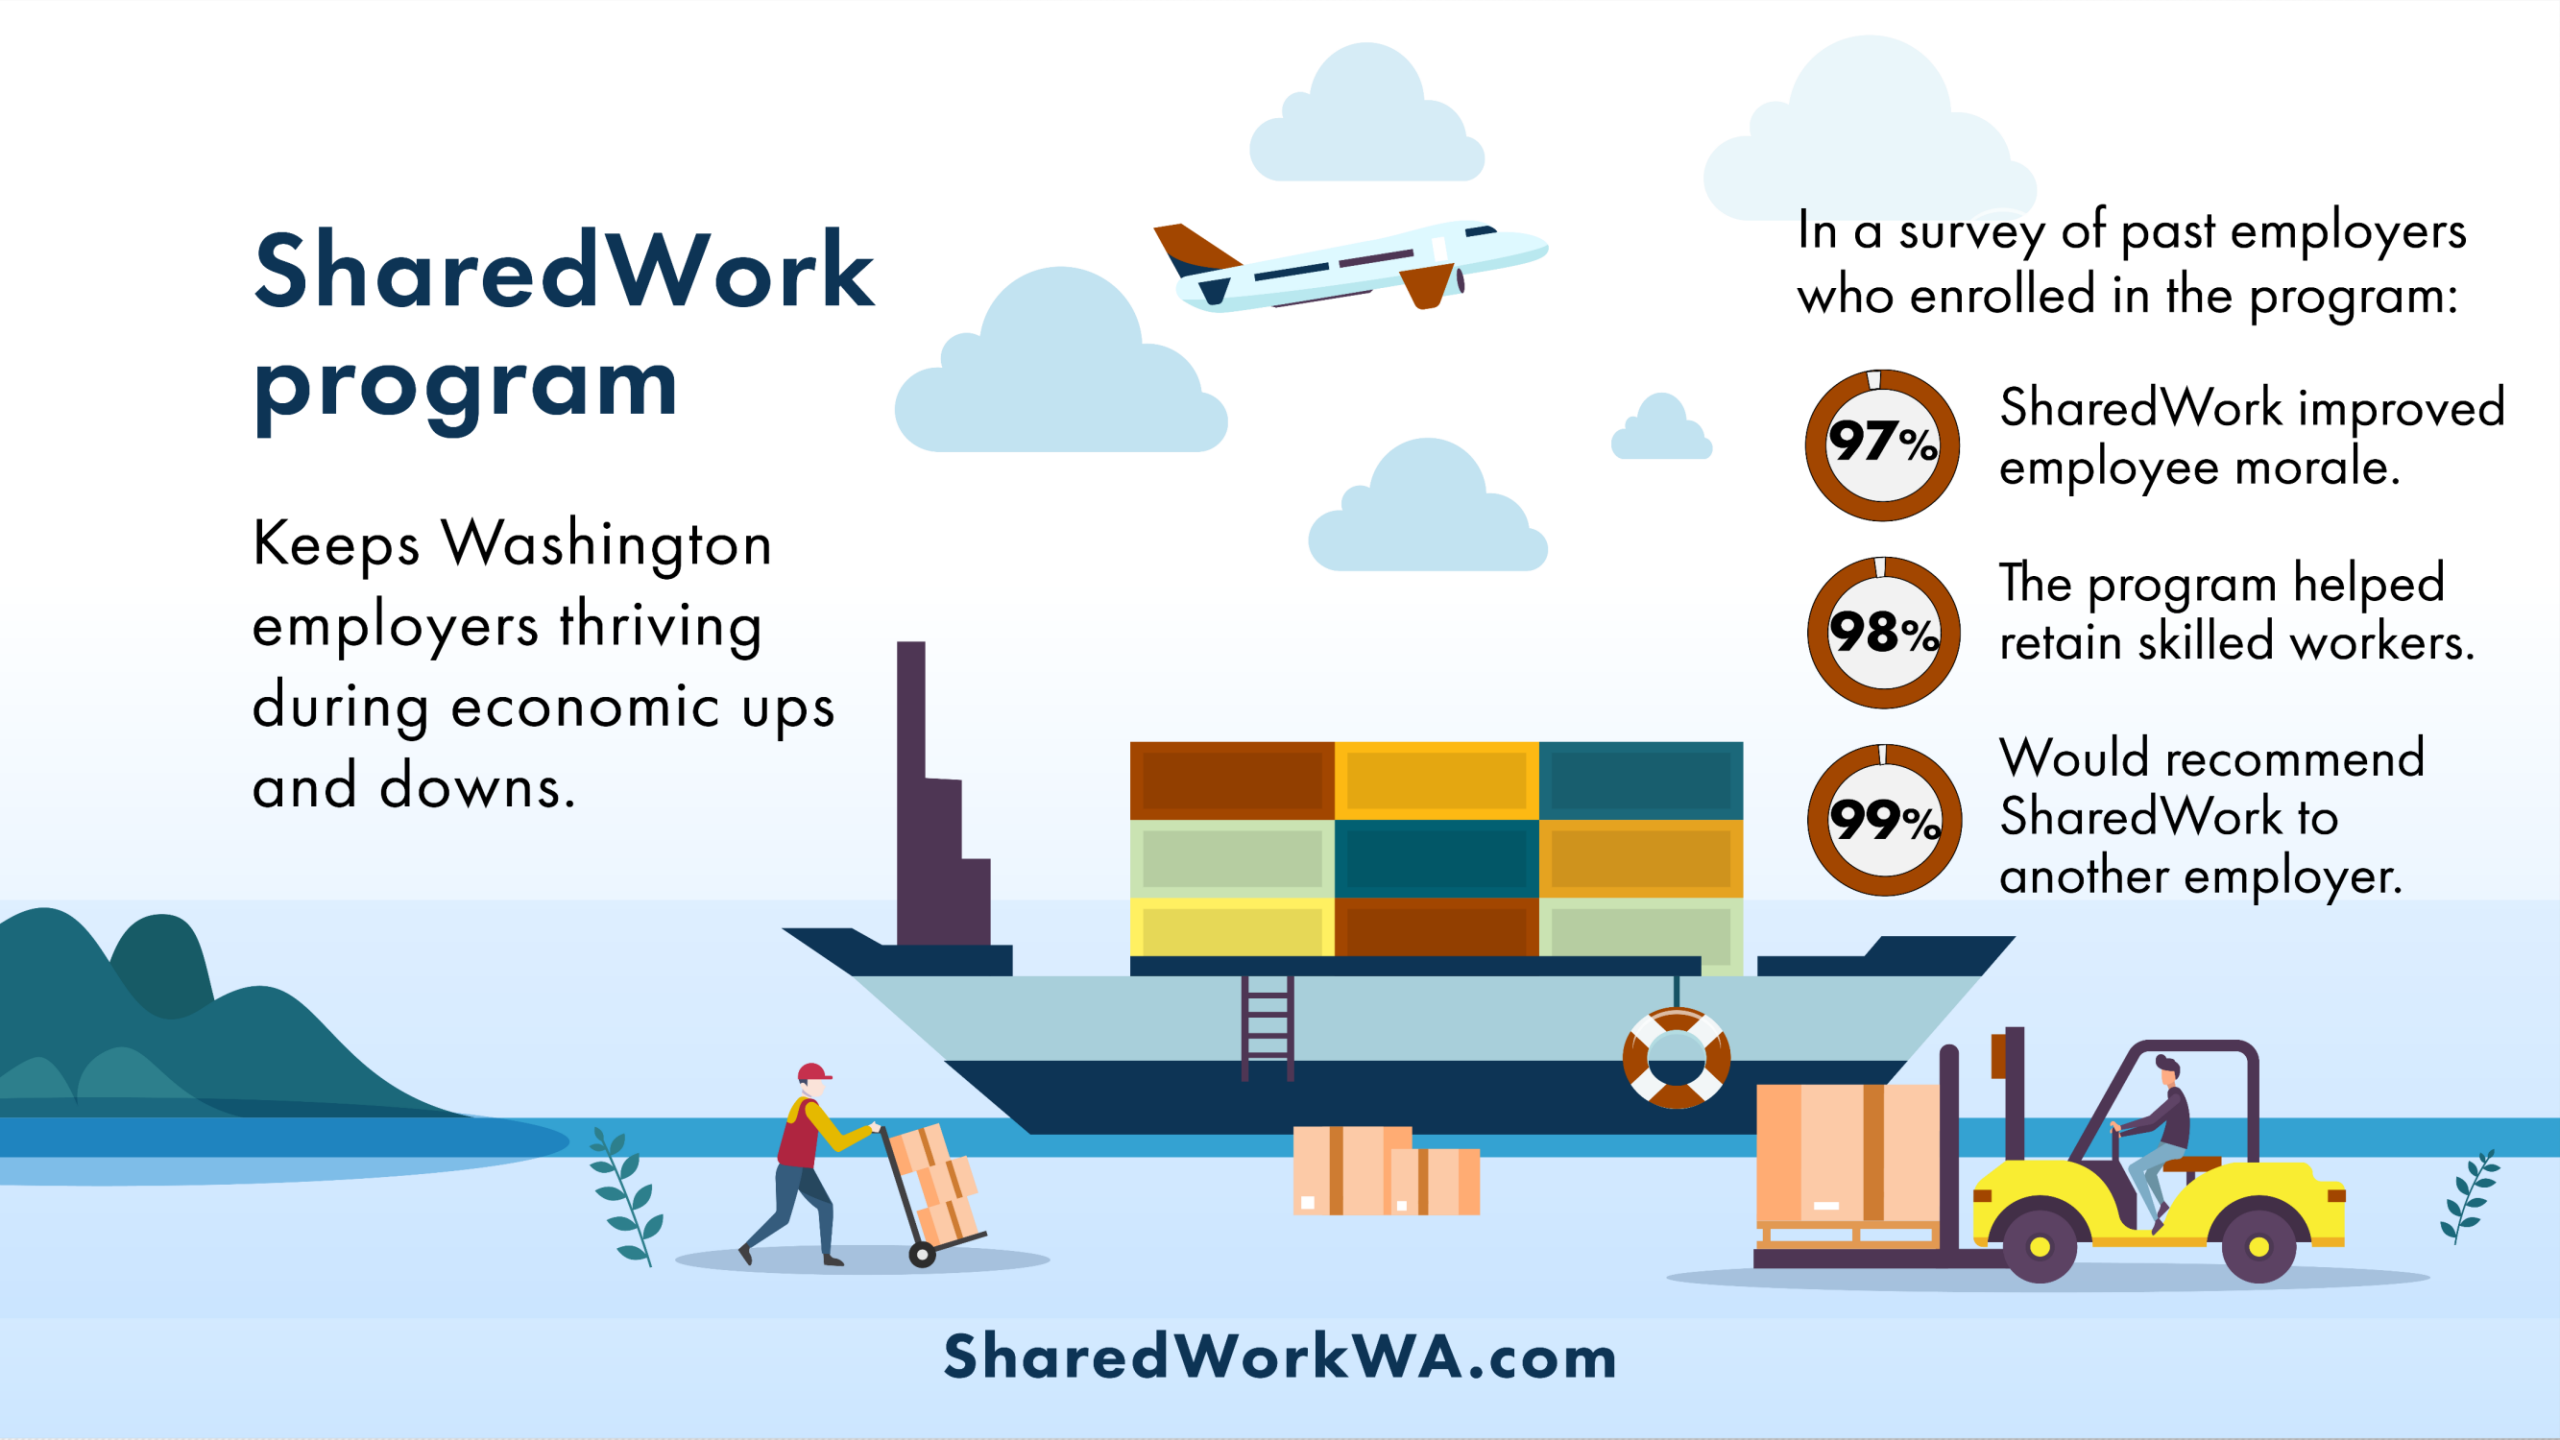 SharedWork
program
Keeps Washington
employers thriving
during economic ups
and downs.
In a survey of past employers
who enrolled in the program:
97%
SharedWork improved
employee morale.
98%
The program helped
retain skilled workers.
99%
Would recommend
SharedWork to
another employer.
SharedWorkWA.com